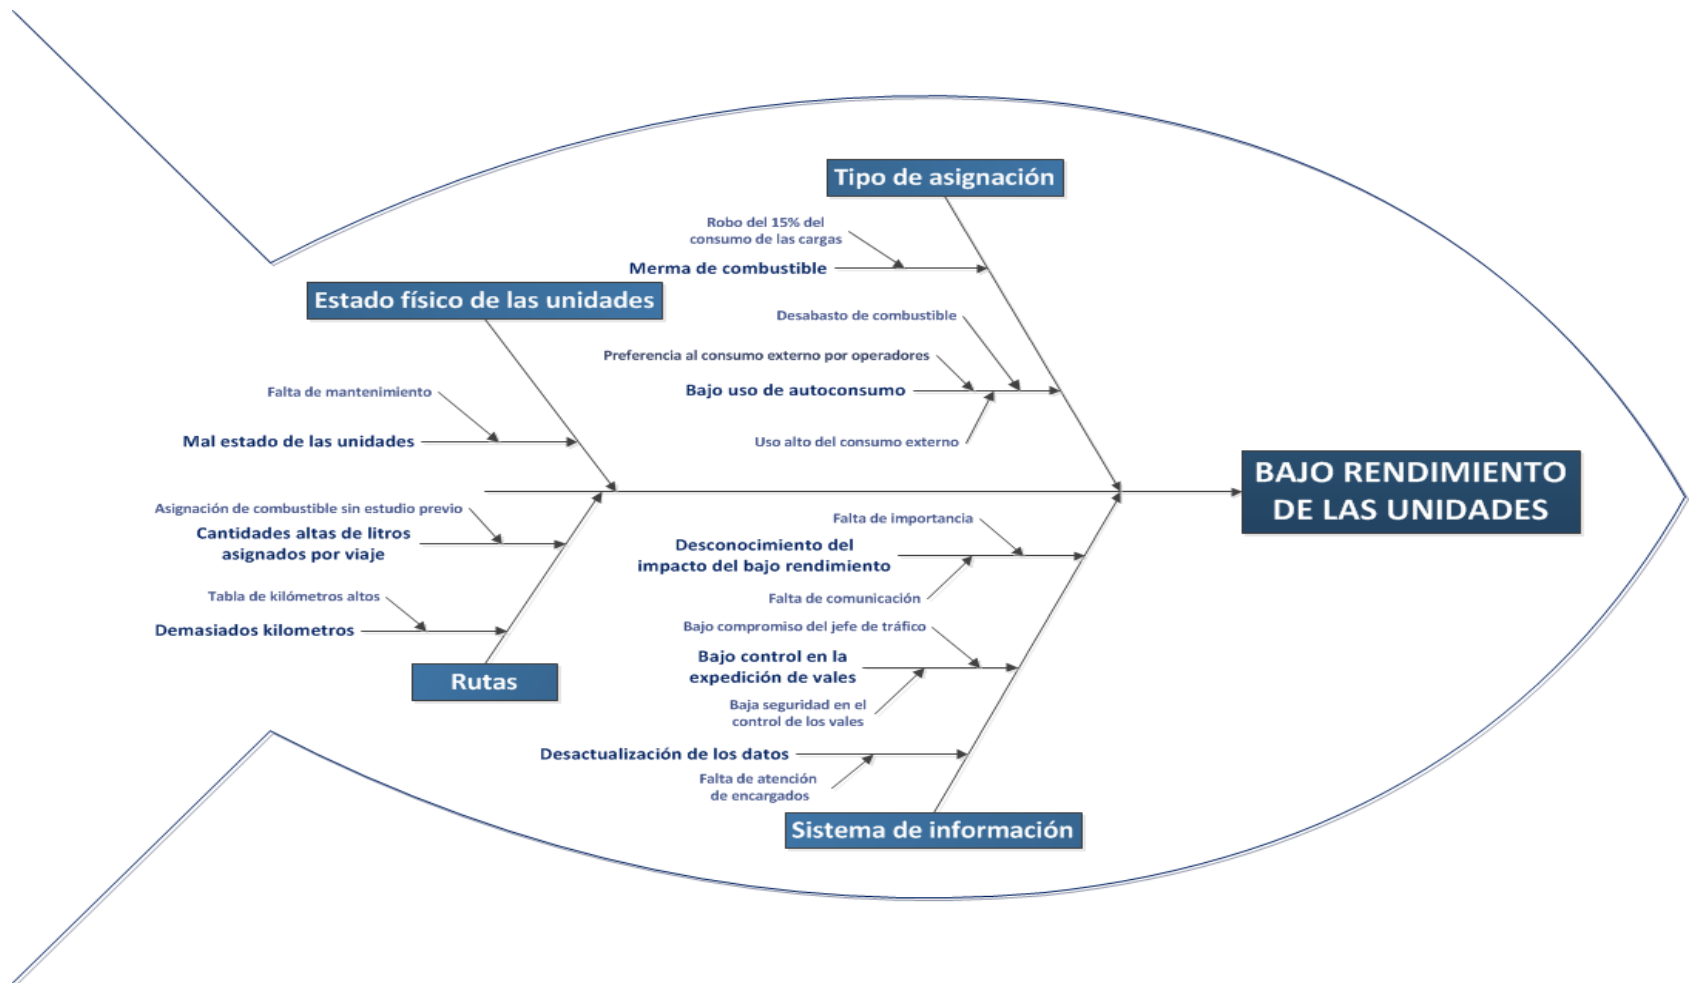 Tipo de asignación
Robo del 15% del
consumo de las cargas
Merma de combustible
Desabasto de combustible
Preferencia al consumo externo por operadores
Bajo uso de autoconsumo
Uso alto del consumo externo
Estado físico de las unidades
Falta de mantenimiento
Mal estado de las unidades
BAJO RENDIMIENTO
DE LAS UNIDADES
Asignación de combustible sin estudio previo
Cantidades altas de litros
asignados por viaje
Tabla de kilómetros altos
Demasiados kilometros
Rutas
Falta de importancia
Desconocimiento del
impacto del bajo rendimiento
Falta de comunicación
Bajo compromiso del jefe de tráfico
Bajo control en la
expedición de vales
Baja seguridad en el
control de los vales
Desactualización de los datos
Falta de atención
de encargados
Sistema de información